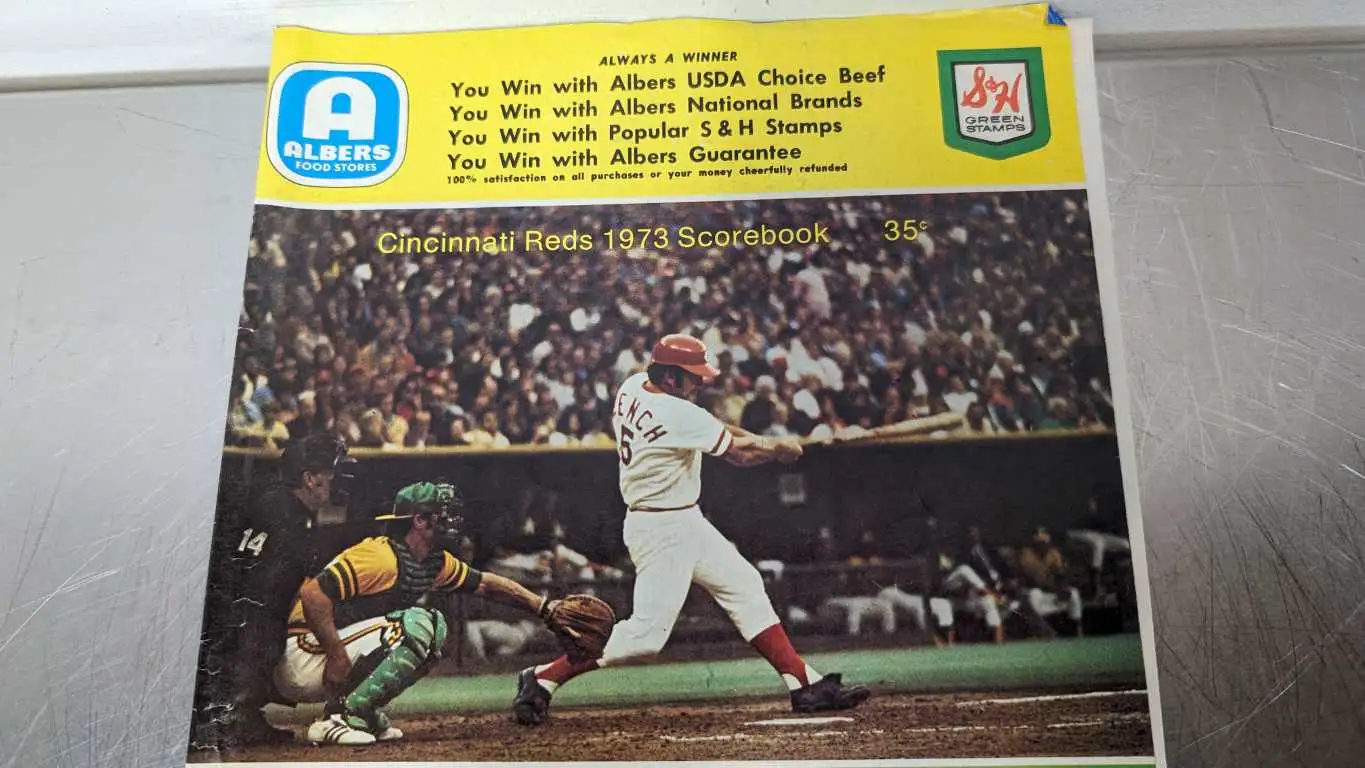 ALWAYS A WINNER
You Win with Albers USDA Choice Beef
You Win with Albers National Brands
You Win with Popular S & H Stamps
You Win with Albers Guarantee
100% satisfaction on all purchases or your money cheerfully refunded
A
ALBERS
FOOD STORES
S&H
GREEN
STAMPS
Cincinnati Reds 1973 Scorebook 35¢
ENCH
5
14